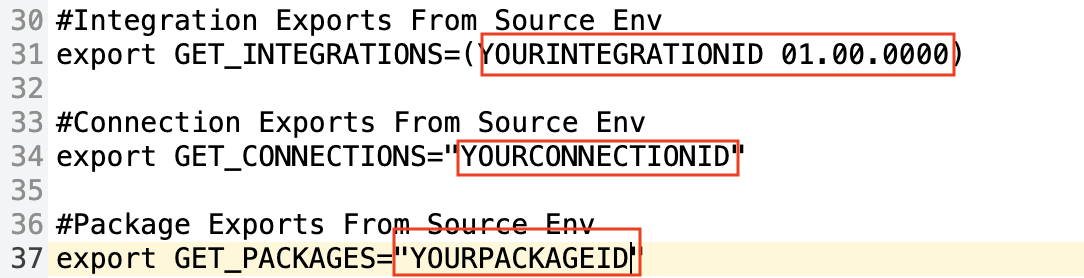 30 #Integration Exports From Source Env
31 export GET_INTEGRATIONS=(YOURINTEGRATIONID 01.00.0000)
32
33 #Connection Exports From Source Env
34 export GET_CONNECTIONS="YOURCONNECTIONID"
35
36 #Package Exports From Source Env
37 export GET_PACKAGES="YOURPACKAGEID"